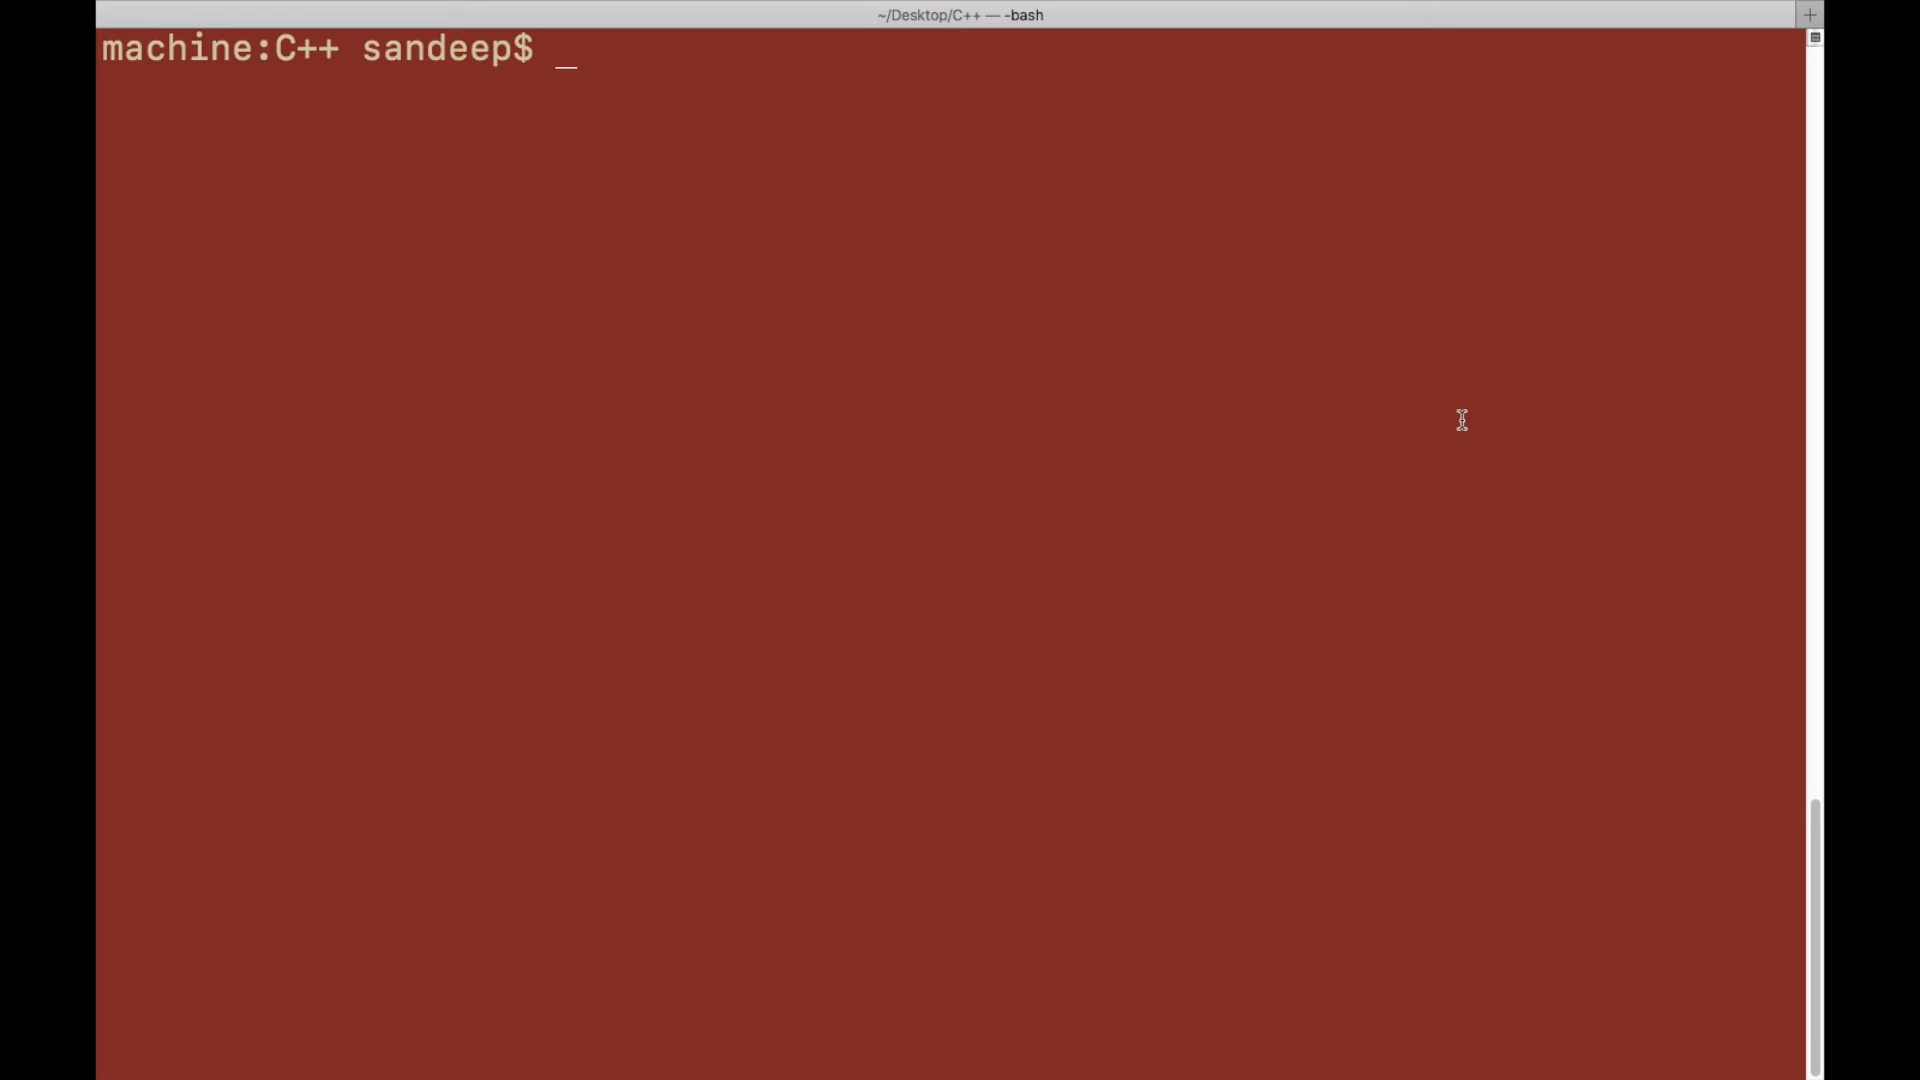 ~/Desktop/C++ — -bash
machine:C++ sandeep$ _